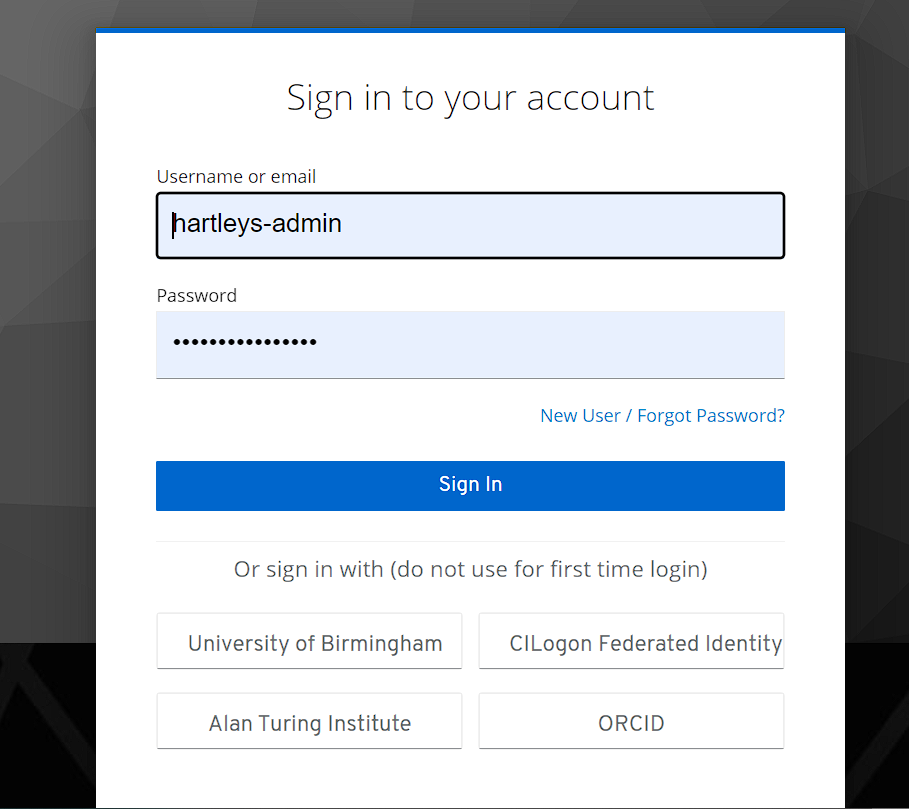 Sign in to your account
Username or email
hartleys-admin
Password
••••••••••••••••
New User / Forgot Password?
Sign In
Or sign in with (do not use for first time login)
University of Birmingham
CILogon Federated Identity
Alan Turing Institute
ORCID